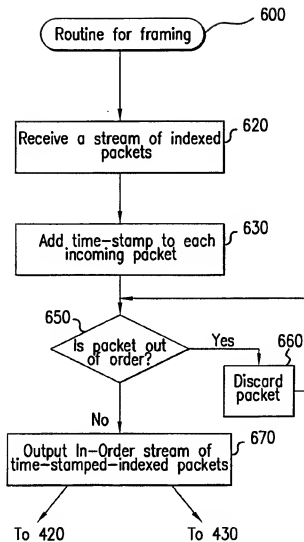 Routine for framing
600
Receive a stream of indexed
packets
620
Add time-stamp to each
incoming packet
630
650
Is packet out
of order?
Yes
660
Discard
packet
No
670
Output In-Order stream of
time-stamped-indexed packets
To 420
To 430